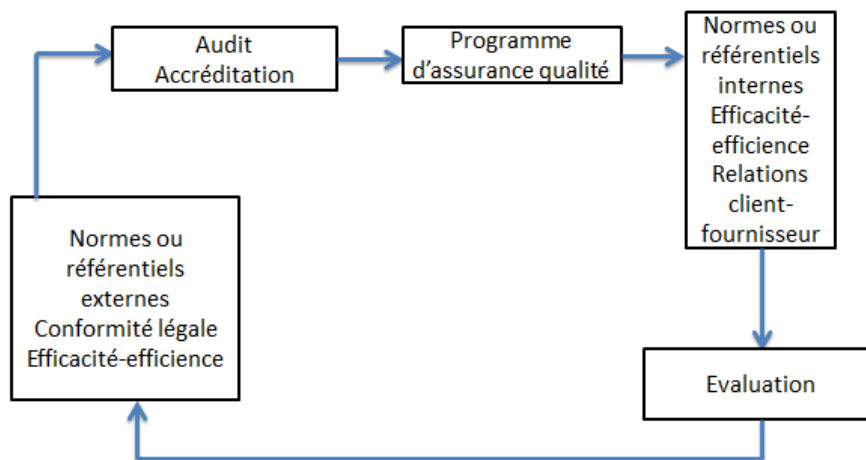 Audit
Accréditation
Programme
d'assurance qualité
Normes ou
référentiels
internes
Efficacité-
efficience
Relations
client-
fournisseur
Normes ou
référentiels
externes
Conformité légale
Efficacité-efficience
Evaluation